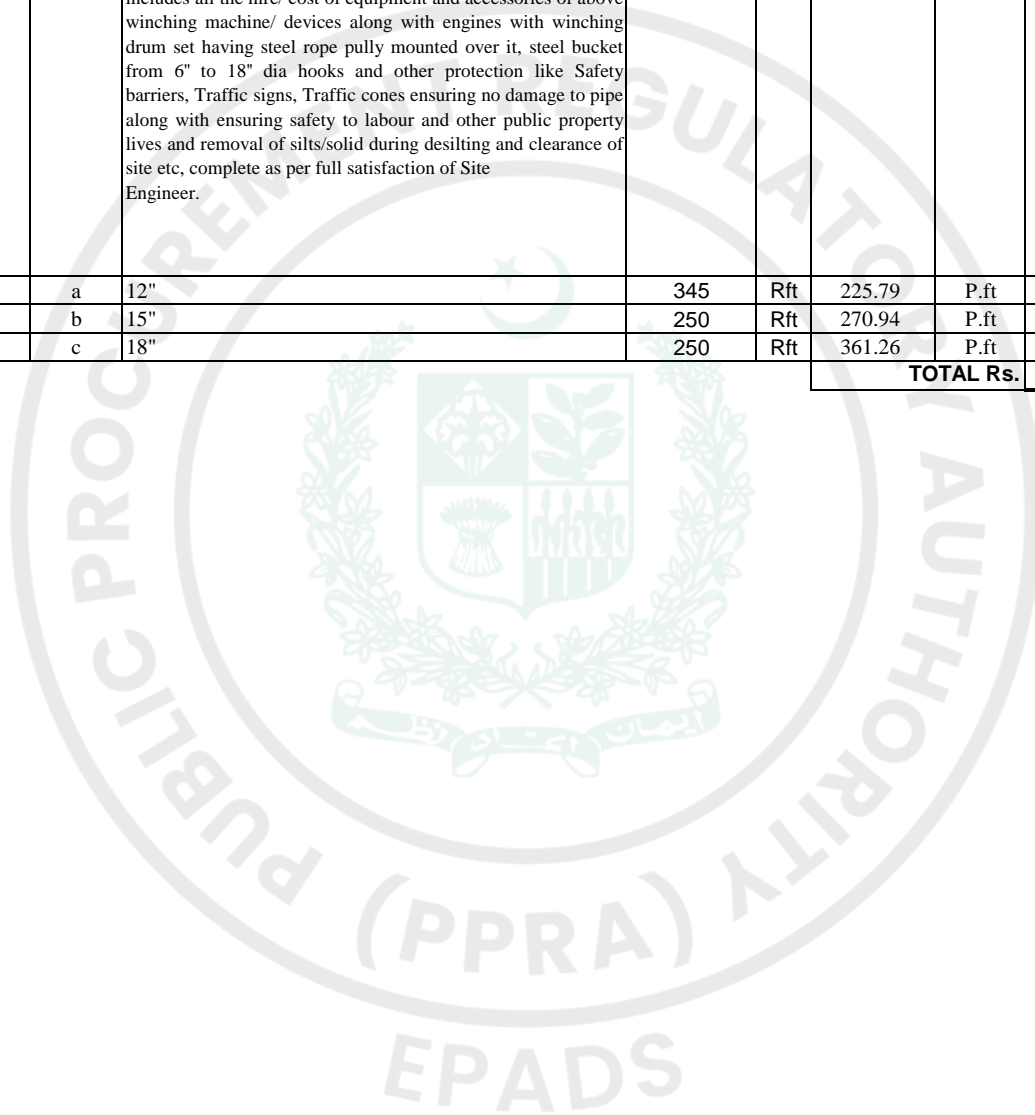 includes all the hire/ cost of equipment and accessories of above
winching machine/ devices along with engines with winching
drum set having steel rope pully mounted over it, steel bucket
from 6" to 18" dia hooks and other protection like Safety
barriers, Traffic signs, Traffic cones ensuring no damage to pipe
along with ensuring safety to labour and other public property
lives and removal of silts/solid during desilting and clearance of
site etc, complete as per full satisfaction of Site
Engineer.
a 12" 345 Rft 225.79 P.ft
b 15" 250 Rft 270.94 P.ft
c 18" 250 Rft 361.26 P.ft
TOTAL Rs.
PUBLIC PROCUREMENT REGULATORY AUTHORITY
(PPRA)
EPADS